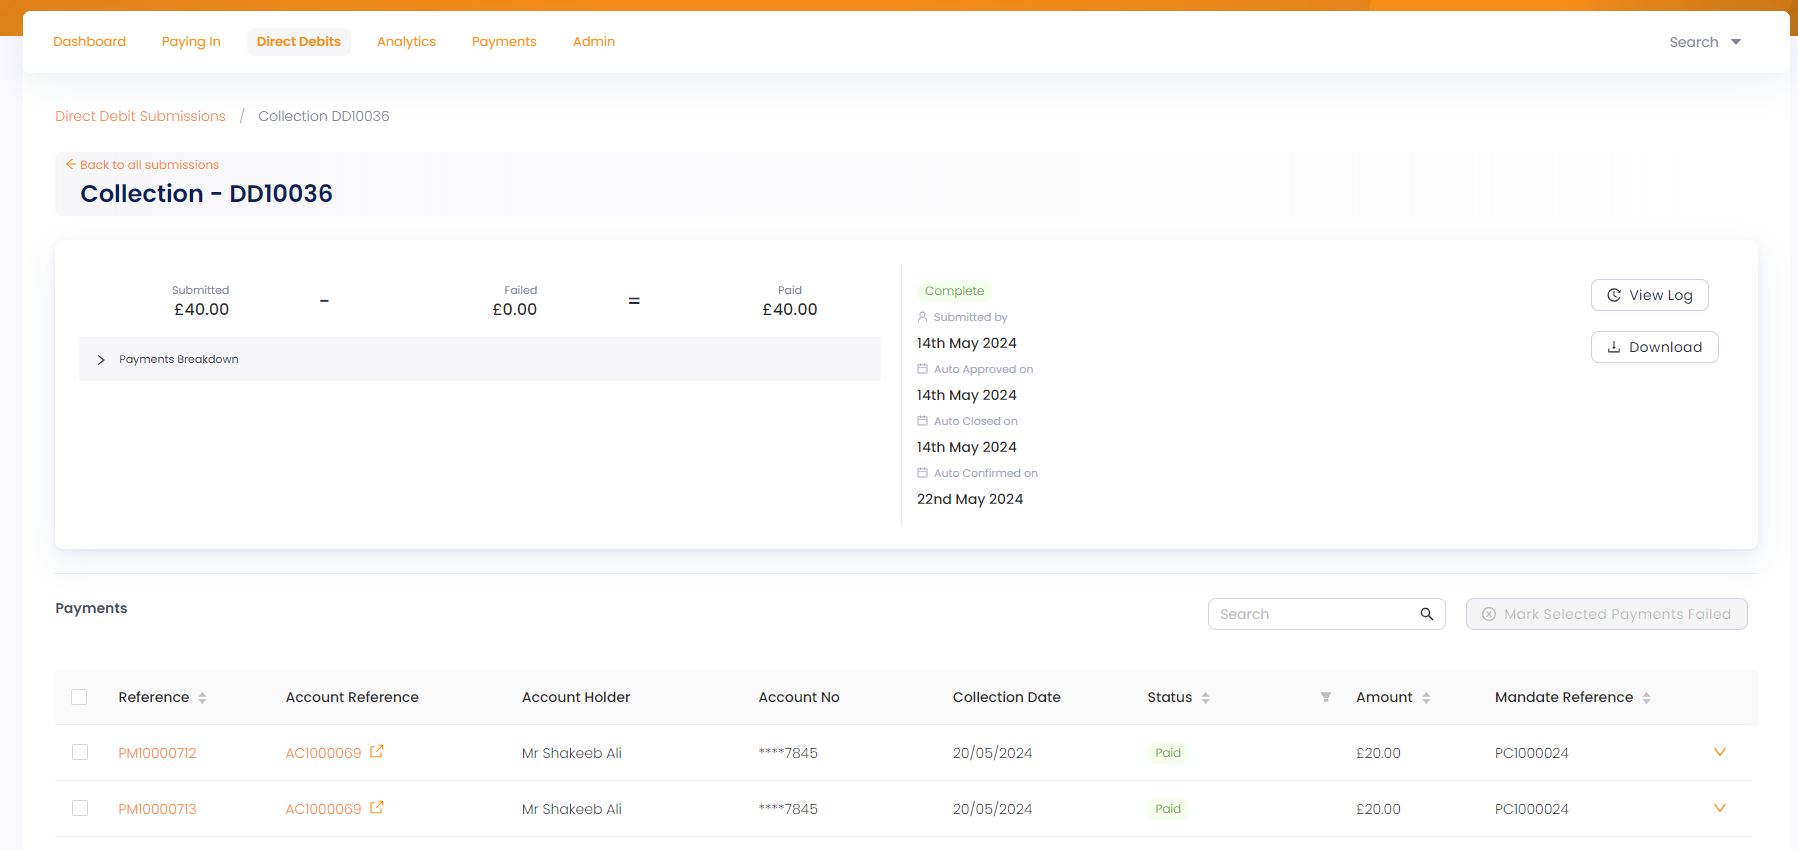 Dashboard Paying In Direct Debits Analytics Payments Admin Search
Direct Debit Submissions / Collection DD10036
Back to all submissions
Collection - DD10036
Submitted Failed Paid
£40.00 - £0.00 = £40.00
Payments Breakdown
Complete
Submitted by
14th May 2024
Auto Approved on
14th May 2024
Auto Closed on
14th May 2024
Auto Confirmed on
22nd May 2024
View Log
Download
Payments
Search
Mark Selected Payments Failed
Reference Account Reference Account Holder Account No Collection Date Status Amount Mandate Reference
PM10000712 AC1000069 Mr Shakeeb Ali ****7845 20/05/2024 Paid £20.00 PC1000024
PM10000713 AC1000069 Mr Shakeeb Ali ****7845 20/05/2024 Paid £20.00 PC1000024